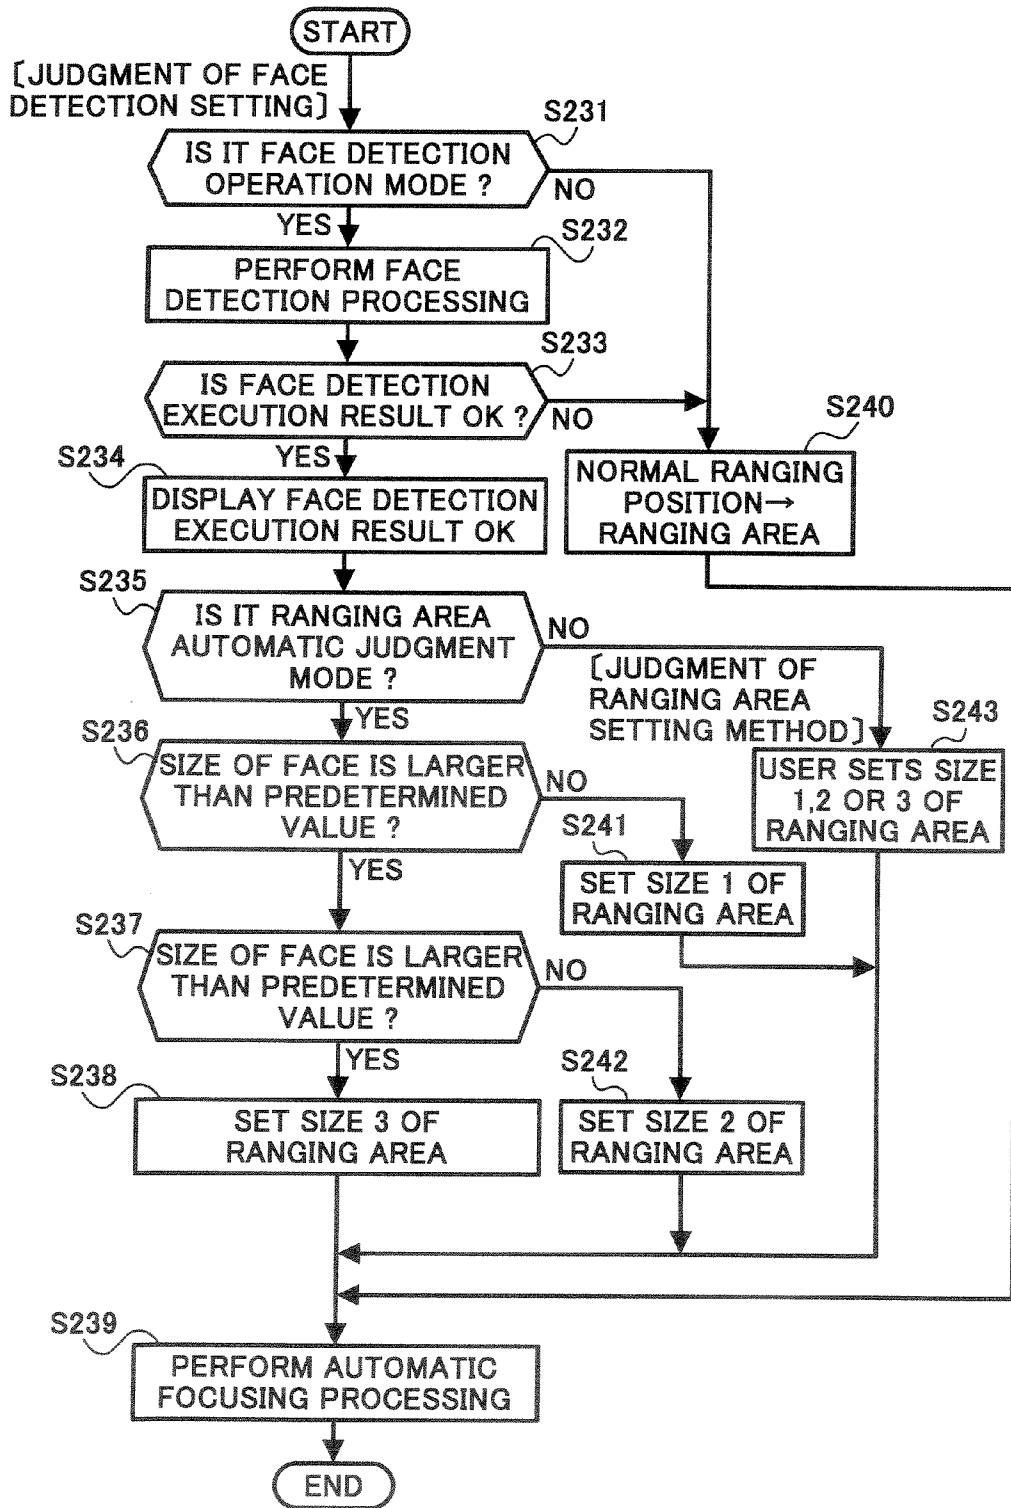 START
[JUDGMENT OF FACE
DETECTION SETTING]
S231
IS IT FACE DETECTION
OPERATION MODE ?
NO
YES
S232
PERFORM FACE
DETECTION PROCESSING
S233
IS FACE DETECTION
EXECUTION RESULT OK ?
NO
YES
S234
DISPLAY FACE DETECTION
EXECUTION RESULT OK
S240
NORMAL RANGING
POSITION→
RANGING AREA
S235
IS IT RANGING AREA
AUTOMATIC JUDGMENT
MODE ?
NO
[JUDGMENT OF
RANGING AREA
SETTING METHOD]
YES
S243
USER SETS SIZE
1,2 OR 3 OF
RANGING AREA
S236
SIZE OF FACE IS LARGER
THAN PREDETERMINED
VALUE ?
NO
YES
S241
SET SIZE 1 OF
RANGING AREA
S237
SIZE OF FACE IS LARGER
THAN PREDETERMINED
VALUE ?
NO
YES
S238
SET SIZE 3 OF
RANGING AREA
S242
SET SIZE 2 OF
RANGING AREA
S239
PERFORM AUTOMATIC
FOCUSING PROCESSING
END